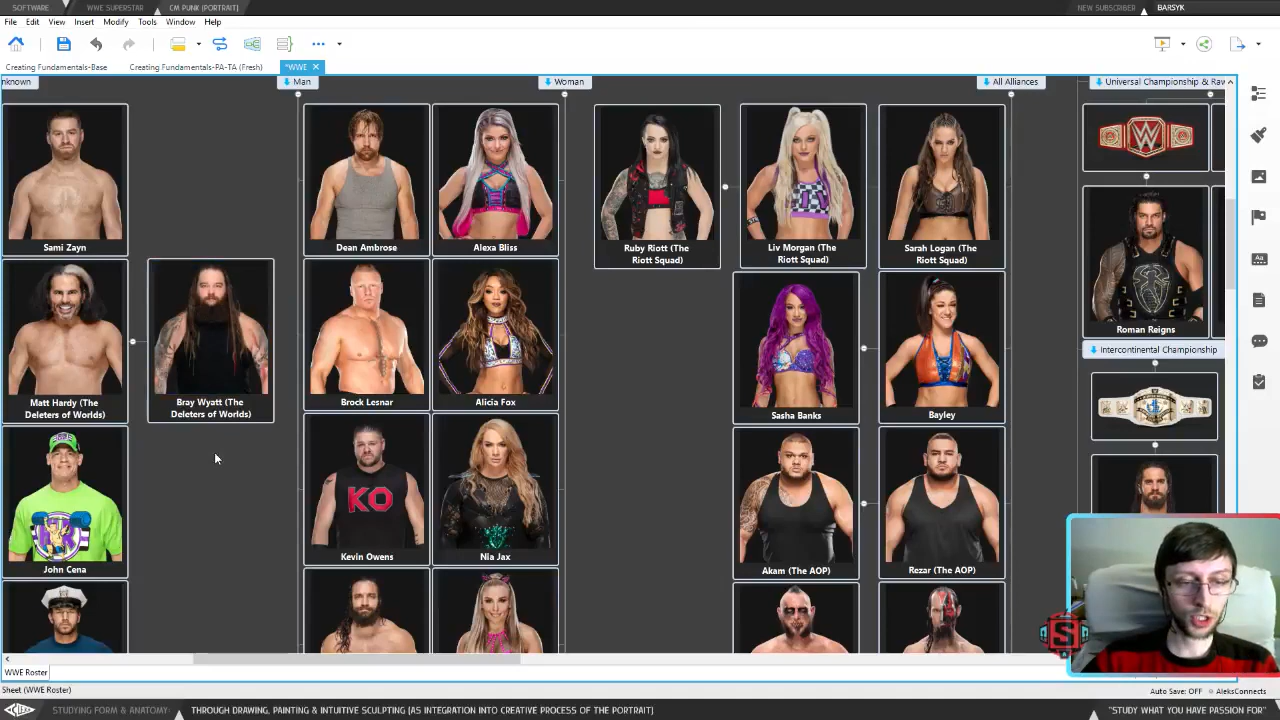 SOFTWARE
WWE SUPERSTAR
CM PUNK (PORTRAIT)
NEW SUBSCRIBER
BARSYK
File Edit View Insert Modify Tools Window Help
Creating Fundamentals-Base
Creating Fundamentals-PA-TA (Fresh)
*WWE
nknown
Man
Woman
All Alliances
Universal Championship & Raw
Sami Zayn
Dean Ambrose
Alexa Bliss
Ruby Riott (The
Riott Squad)
Liv Morgan (The
Riott Squad)
Sarah Logan (The
Riott Squad)
Roman Reigns
Matt Hardy (The
Deleters of Worlds)
Bray Wyatt (The
Deleters of Worlds)
Brock Lesnar
Alicia Fox
Sasha Banks
Bayley
Intercontinental Championship
KO
John Cena
Kevin Owens
Nia Jax
Akam (The AOP)
Rezar (The AOP)
S
WWE Roster
Sheet (WWE Roster)
Auto Save: OFF
AleksConnects
STUDYING FORM & ANATOMY:
THROUGH DRAWING, PAINTING & INTUITIVE SCULPTING (AS INTEGRATION INTO CREATIVE PROCESS OF THE PORTRAIT)
"STUDY WHAT YOU HAVE PASSION FOR"